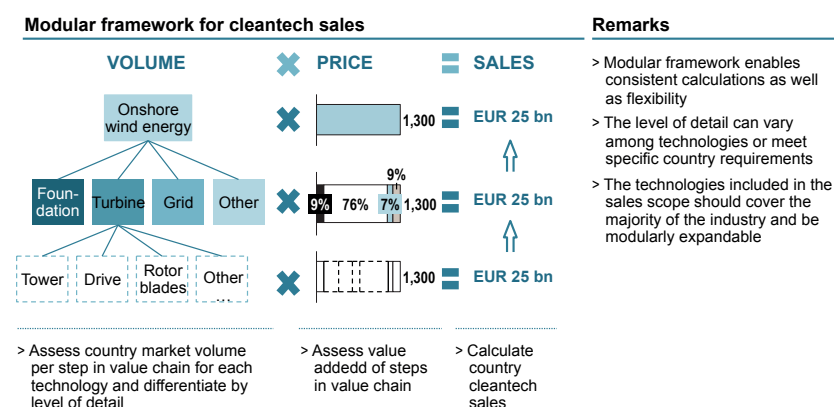 Modular framework for cleantech sales
Remarks
VOLUME
PRICE
SALES
Onshore
wind energy
1,300
EUR 25 bn
Foun-
dation
Turbine
Grid
Other
9%
76%
7%
9%
1,300
EUR 25 bn
Tower
Drive
Rotor
blades
Other
...
1,300
EUR 25 bn
> Assess country market volume
per step in value chain for each
technology and differentiate by
level of detail
> Assess value
addedd of steps
in value chain
> Calculate
country
cleantech
sales
> Modular framework enables
consistent calculations as well
as flexibility
> The level of detail can vary
among technologies or meet
specific country requirements
> The technologies included in the
sales scope should cover the
majority of the industry and be
modularly expandable